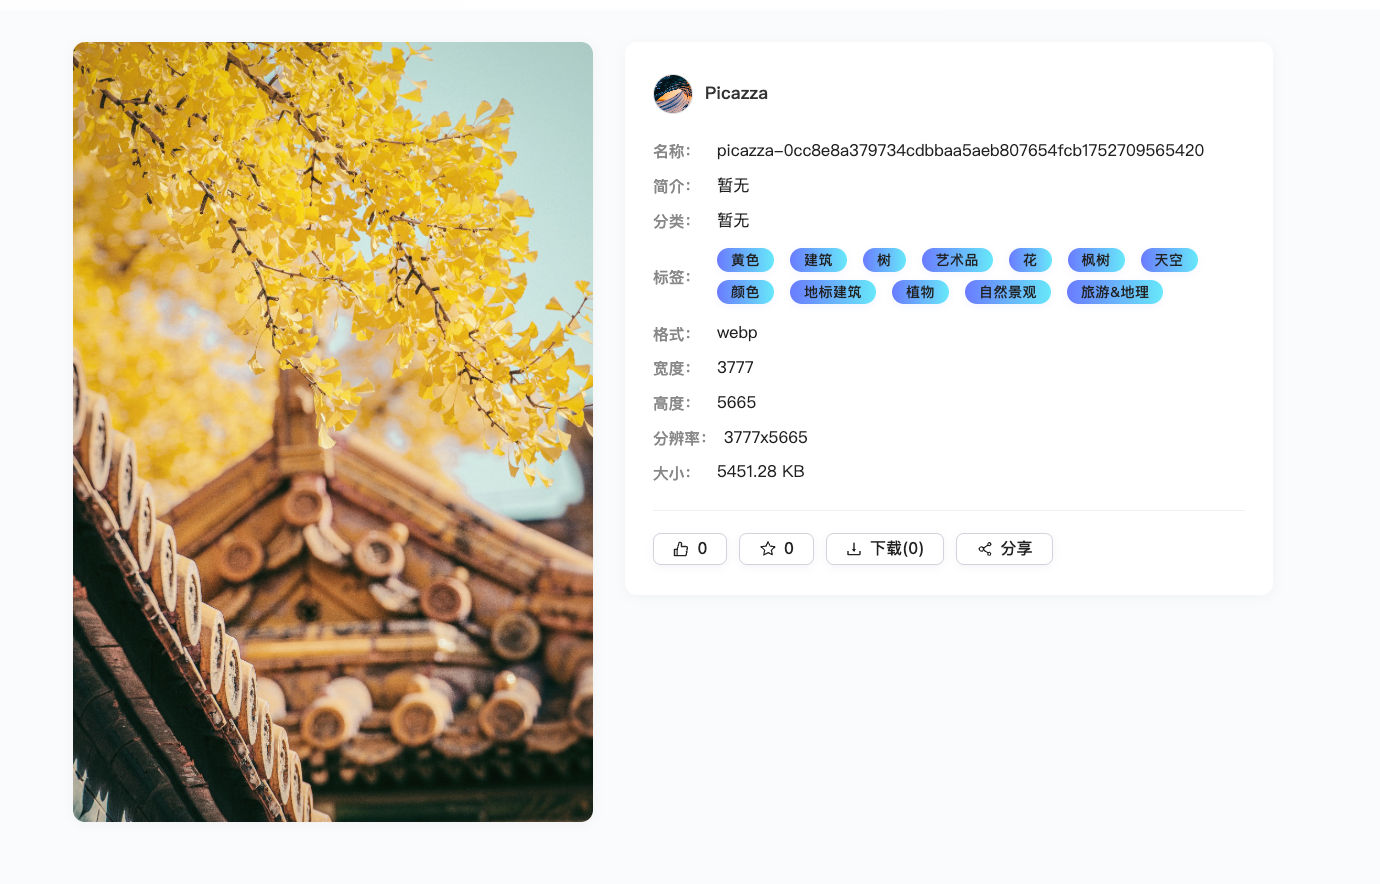 Picazza
名称： picazza-0cc8e8a379734cdbbaa5aeb807654fcb1752709565420
简介： 暂无
分类： 暂无
标签： 黄色 建筑 树 艺术品 花 枫树 天空
颜色 地标建筑 植物 自然景观 旅游&地理
格式： webp
宽度： 3777
高度： 5665
分辨率： 3777x5665
大小： 5451.28 KB
0 0 下载(0) 分享